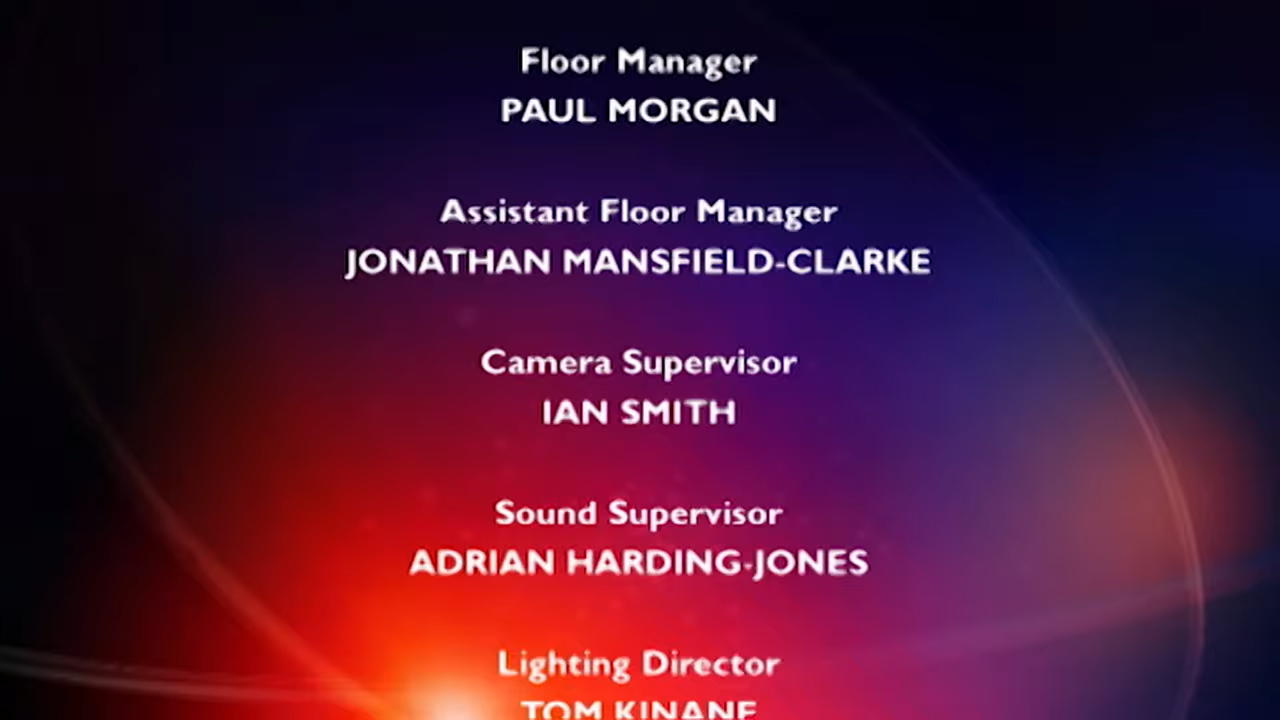 Floor Manager
PAUL MORGAN
Assistant Floor Manager
JONATHAN MANSFIELD-CLARKE
Camera Supervisor
IAN SMITH
Sound Supervisor
ADRIAN HARDING-JONES
Lighting Director
TOM KINANE